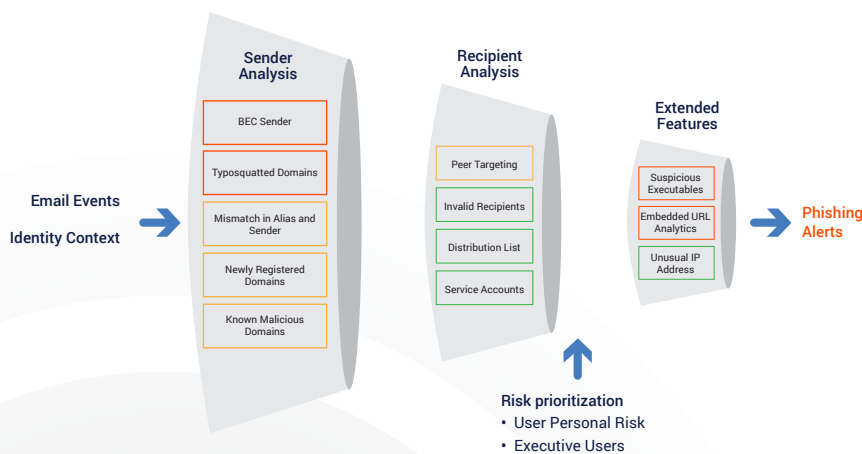 Email Events
Identity Context
Sender
Analysis
BEC Sender
Typosquatted Domains
Mismatch in Alias and
Sender
Newly Registered
Domains
Known Malicious
Domains
Recipient
Analysis
Peer Targeting
Invalid Recipients
Distribution List
Service Accounts
Risk prioritization
• User Personal Risk
• Executive Users
Extended
Features
Suspicious
Executables
Embedded URL
Analytics
Unusual IP
Address
Phishing
Alerts